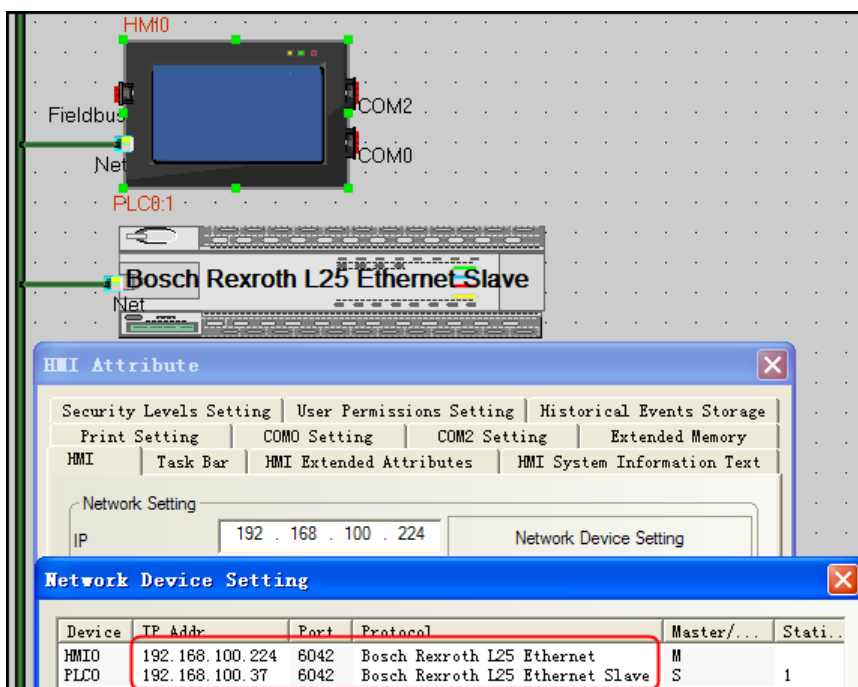 HMI0
Fieldbus
COM2
Net
COM0
PLC0:1
Bosch Rexroth L25 Ethernet Slave
Net
HMI Attribute
Security Levels Setting User Permissions Setting Historical Events Storage
Print Setting COM0 Setting COM2 Setting Extended Memory
HMI Task Bar HMI Extended Attributes HMI System Information Text
Network Setting
IP 192 . 168 . 100 . 224 Network Device Setting
Network Device Setting
Device IP Addr Port Protocol Master/... Stati..
HMI0 192.168.100.224 6042 Bosch Rexroth L25 Ethernet M
PLC0 192.168.100.37 6042 Bosch Rexroth L25 Ethernet Slave S 1